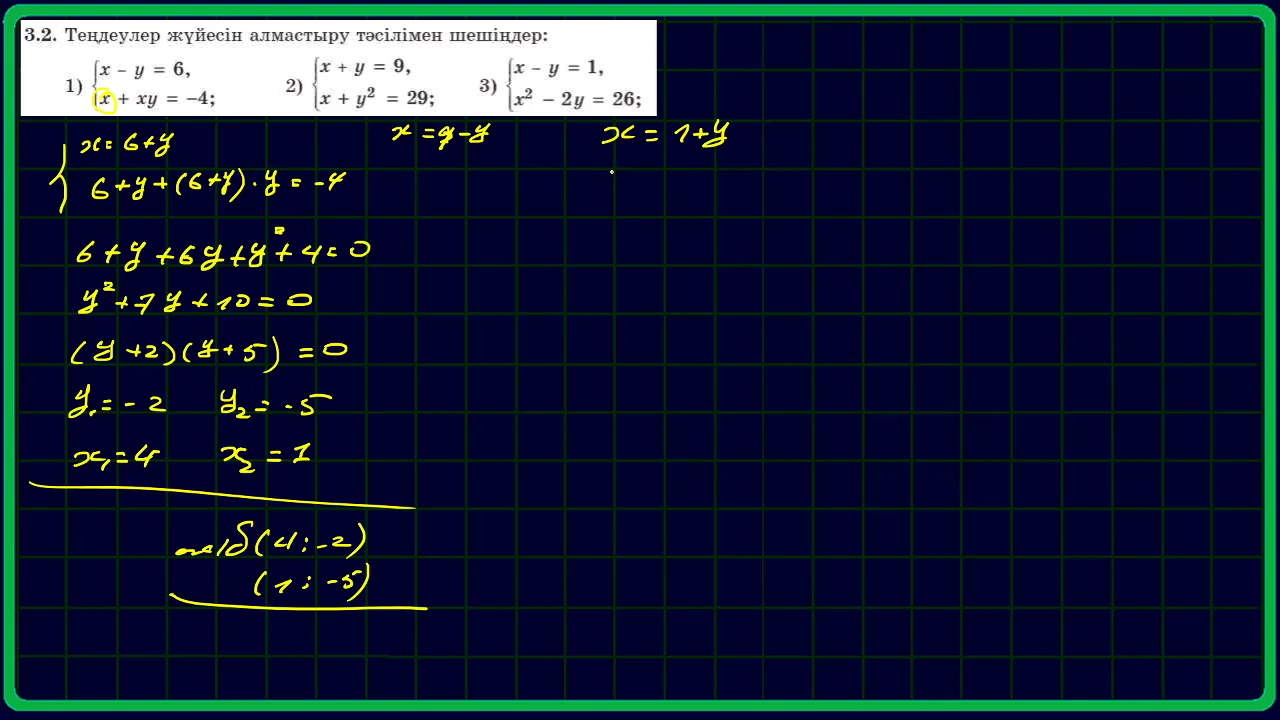 3.2. Теңдеулер жүйесін алмастыру тәсілімен шешіңдер:
1) {x − y = 6,
x + xy = −4;
2) {x + y = 9,
x + y² = 29;
3) {x − y = 1,
x² − 2y = 26;
x = 6+y
6+y+(6+y)·y = -4
6+y+6y+y²+4=0
y²+7y+10=0
(y+2)(y+5)=0
y₁=-2 y₂=-5
x₁=4 x₂=1
(4;-2)
(1;-5)
x=9-y
x=1+y